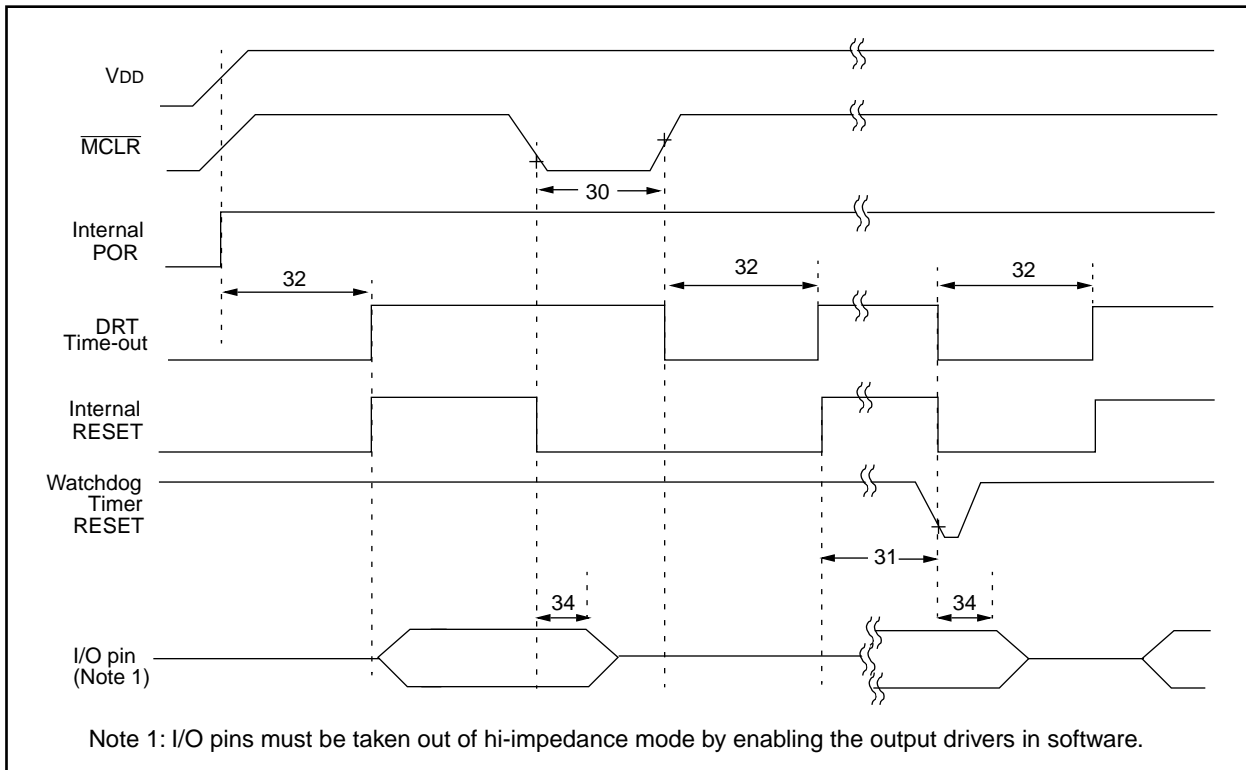 VDD
MCLR
30
Internal
POR
32
32
32
DRT
Time-out
Internal
RESET
Watchdog
Timer
RESET
31
34
34
I/O pin
(Note 1)
Note 1: I/O pins must be taken out of hi-impedance mode by enabling the output drivers in software.